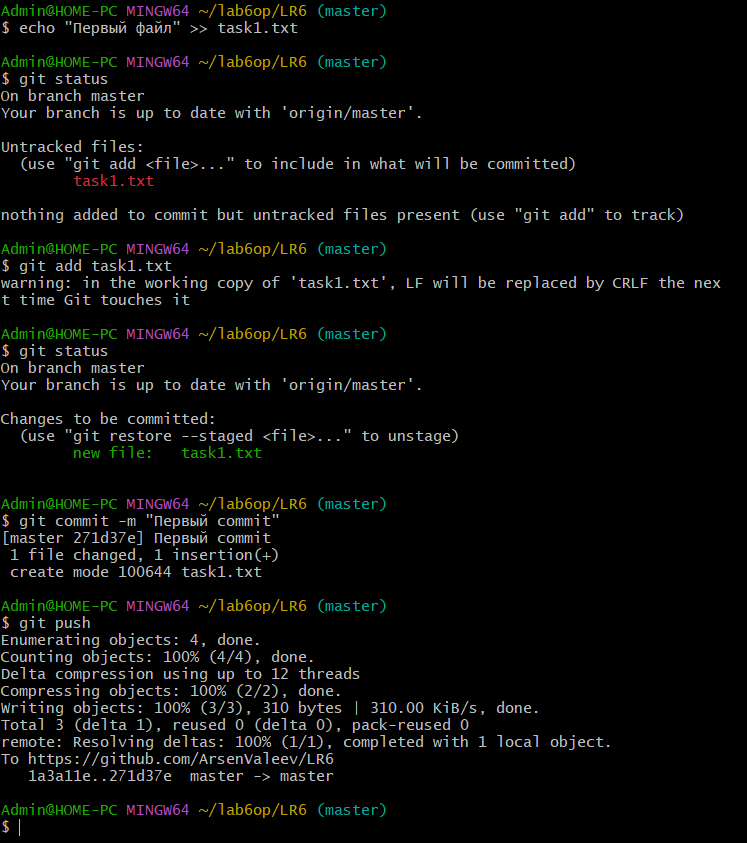 Admin@HOME-PC MINGW64 ~/lab6op/LR6 (master)
$ echo "Первый файл" >> task1.txt

Admin@HOME-PC MINGW64 ~/lab6op/LR6 (master)
$ git status
On branch master
Your branch is up to date with 'origin/master'.

Untracked files:
  (use "git add <file>..." to include in what will be committed)
        task1.txt

nothing added to commit but untracked files present (use "git add" to track)

Admin@HOME-PC MINGW64 ~/lab6op/LR6 (master)
$ git add task1.txt
warning: in the working copy of 'task1.txt', LF will be replaced by CRLF the nex
t time Git touches it

Admin@HOME-PC MINGW64 ~/lab6op/LR6 (master)
$ git status
On branch master
Your branch is up to date with 'origin/master'.

Changes to be committed:
  (use "git restore --staged <file>..." to unstage)
        new file:   task1.txt


Admin@HOME-PC MINGW64 ~/lab6op/LR6 (master)
$ git commit -m "Первый commit"
[master 271d37e] Первый commit
 1 file changed, 1 insertion(+)
 create mode 100644 task1.txt

Admin@HOME-PC MINGW64 ~/lab6op/LR6 (master)
$ git push
Enumerating objects: 4, done.
Counting objects: 100% (4/4), done.
Delta compression using up to 12 threads
Compressing objects: 100% (2/2), done.
Writing objects: 100% (3/3), 310 bytes | 310.00 KiB/s, done.
Total 3 (delta 1), reused 0 (delta 0), pack-reused 0
remote: Resolving deltas: 100% (1/1), completed with 1 local object.
To https://github.com/ArsenValeev/LR6
   1a3a11e..271d37e  master -> master

Admin@HOME-PC MINGW64 ~/lab6op/LR6 (master)
$